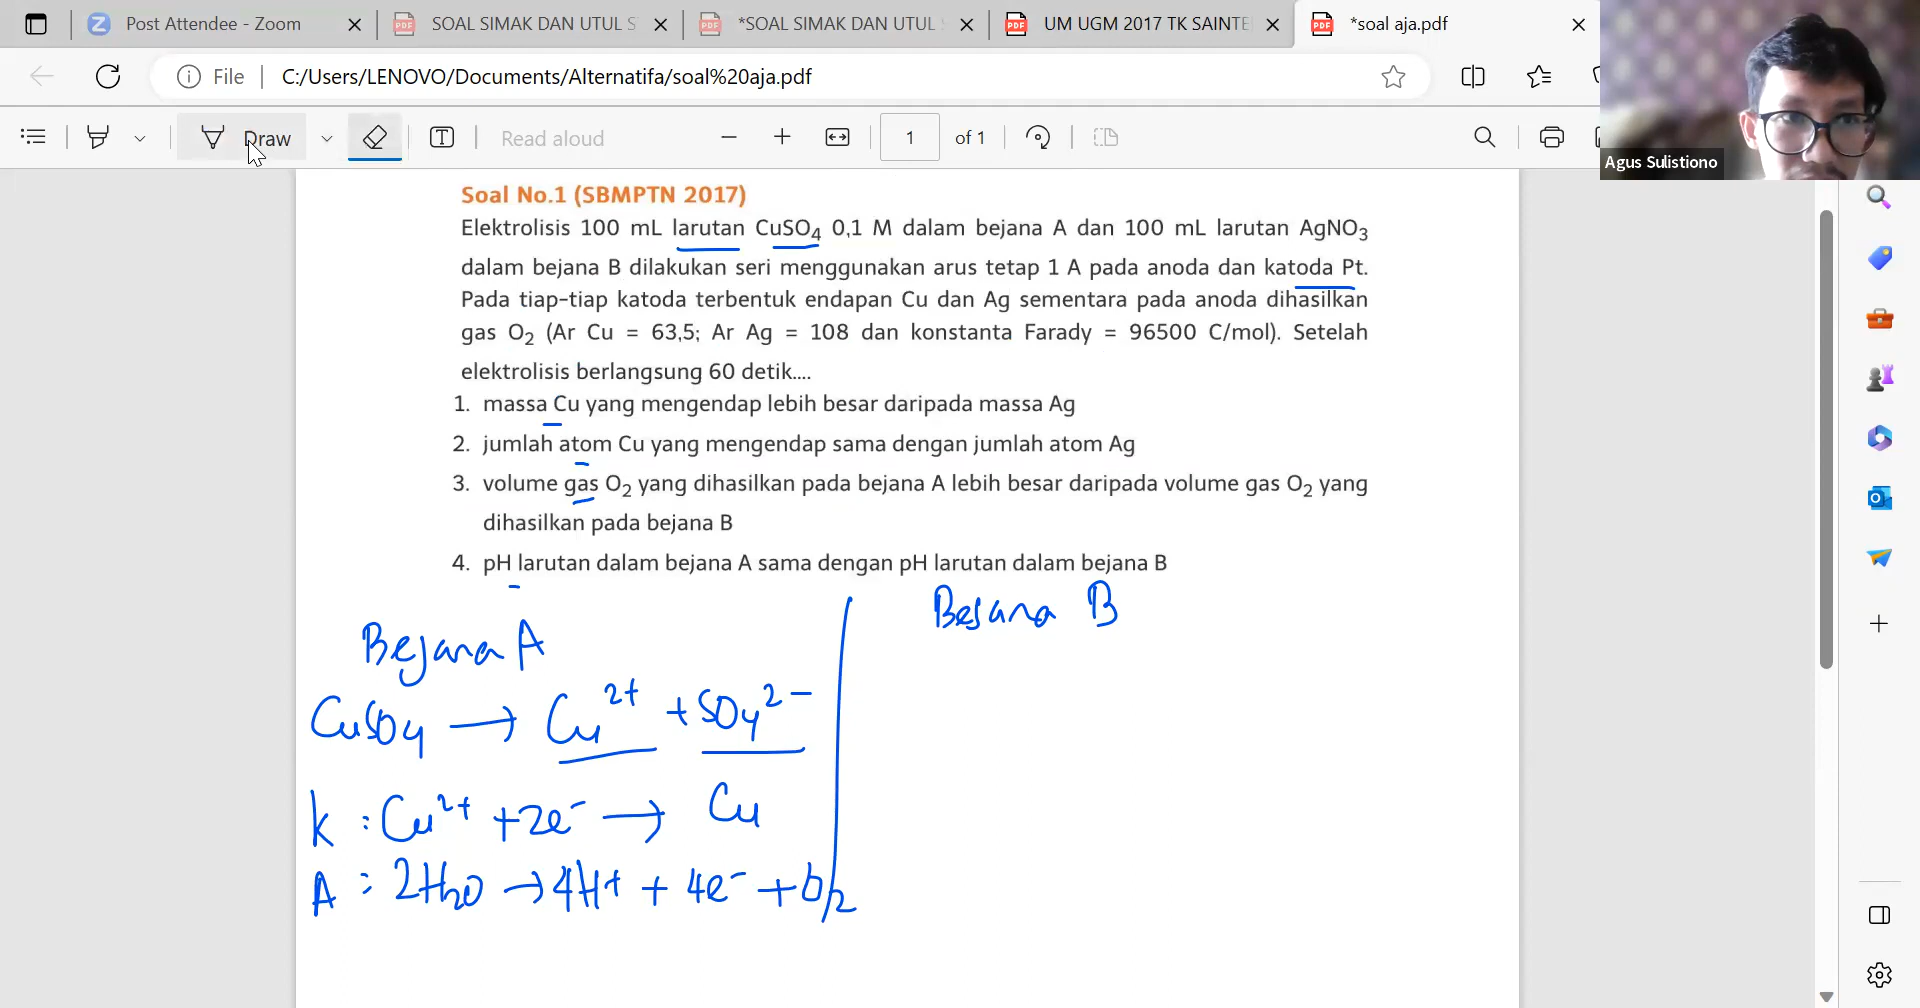 Post Attendee - Zoom
SOAL SIMAK DAN UTUL S
*SOAL SIMAK DAN UTUL
UM UGM 2017 TK SAINTE
*soal aja.pdf
File
C:/Users/LENOVO/Documents/Alternatifa/soal%20aja.pdf
Draw
Read aloud
1
of 1
Agus Sulistiono
Soal No.1 (SBMPTN 2017)
Elektrolisis 100 mL larutan CuSO₄ 0,1 M dalam bejana A dan 100 mL larutan AgNO₃
dalam bejana B dilakukan seri menggunakan arus tetap 1 A pada anoda dan katoda Pt.
Pada tiap-tiap katoda terbentuk endapan Cu dan Ag sementara pada anoda dihasilkan
gas O₂ (Ar Cu = 63,5; Ar Ag = 108 dan konstanta Farady = 96500 C/mol). Setelah
elektrolisis berlangsung 60 detik....
1. massa Cu yang mengendap lebih besar daripada massa Ag
2. jumlah atom Cu yang mengendap sama dengan jumlah atom Ag
3. volume gas O₂ yang dihasilkan pada bejana A lebih besar daripada volume gas O₂ yang
dihasilkan pada bejana B
4. pH larutan dalam bejana A sama dengan pH larutan dalam bejana B
Bejana A
CuSO₄ → Cu²⁺ + SO₄²⁻
K : Cu²⁺ + 2e⁻ → Cu
A : 2H₂O → 4H⁺ + 4e⁻ + O₂
Bejana B